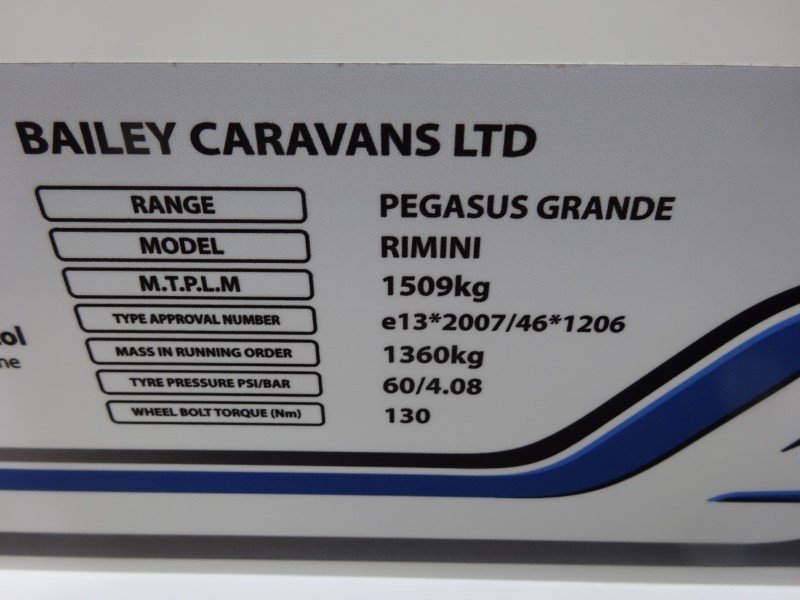 BAILEY CARAVANS LTD
RANGE PEGASUS GRANDE
MODEL RIMINI
M.T.P.L.M 1509kg
TYPE APPROVAL NUMBER e13*2007/46*1206
MASS IN RUNNING ORDER 1360kg
TYRE PRESSURE PSI/BAR 60/4.08
WHEEL BOLT TORQUE (Nm) 130